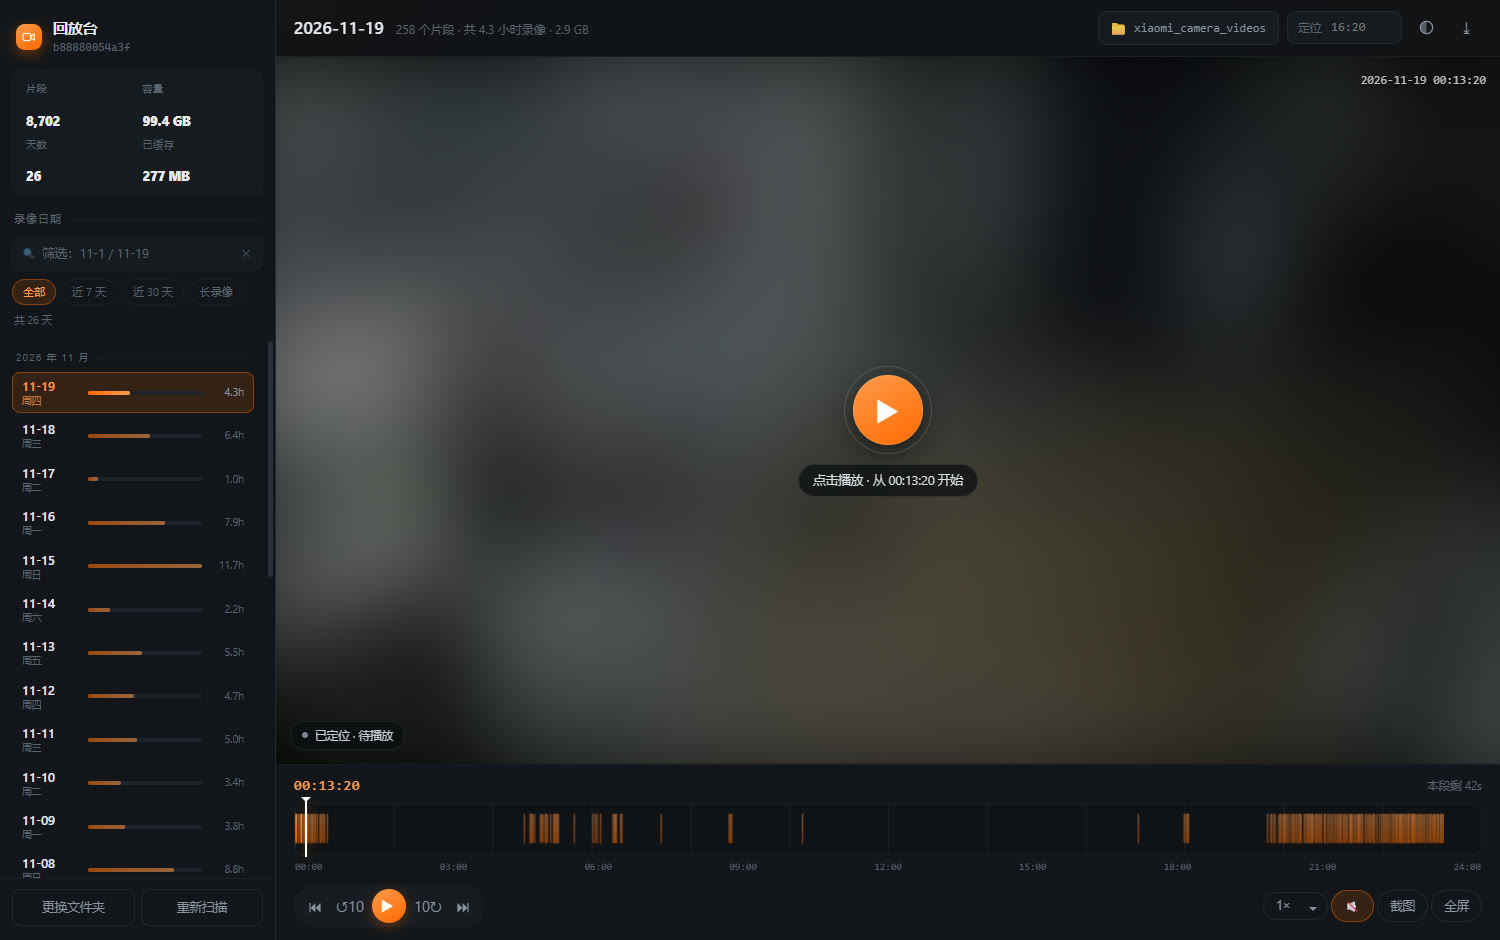 回放台
b88880054a3f
片段 容量
8,702 99.4 GB
天数 已缓存
26 277 MB
录像日期
筛选: 11-1 / 11-19 ×
全部 近 7 天 近 30 天 长录像
共 26 天
2026 年 11 月
11-19 4.3h
周四
11-18 6.4h
周三
11-17 1.0h
周二
11-16 7.9h
周一
11-15 11.7h
周日
11-14 2.2h
周六
11-13 5.5h
周五
11-12 4.7h
周四
11-11 5.0h
周三
11-10 3.4h
周二
11-09 3.8h
周一
11-08 8.8h
周日
更换文件夹 重新扫描
2026-11-19 258 个片段 · 共 4.3 小时录像 · 2.9 GB
xiaomi_camera_videos 定位 16:20
2026-11-19 00:13:20
点击播放 · 从 00:13:20 开始
已定位 · 待播放
00:13:20 本段剩 42s
00:00 03:00 06:00 09:00 12:00 15:00 18:00 21:00 24:00
↺10 10↻ 1× 截图 全屏